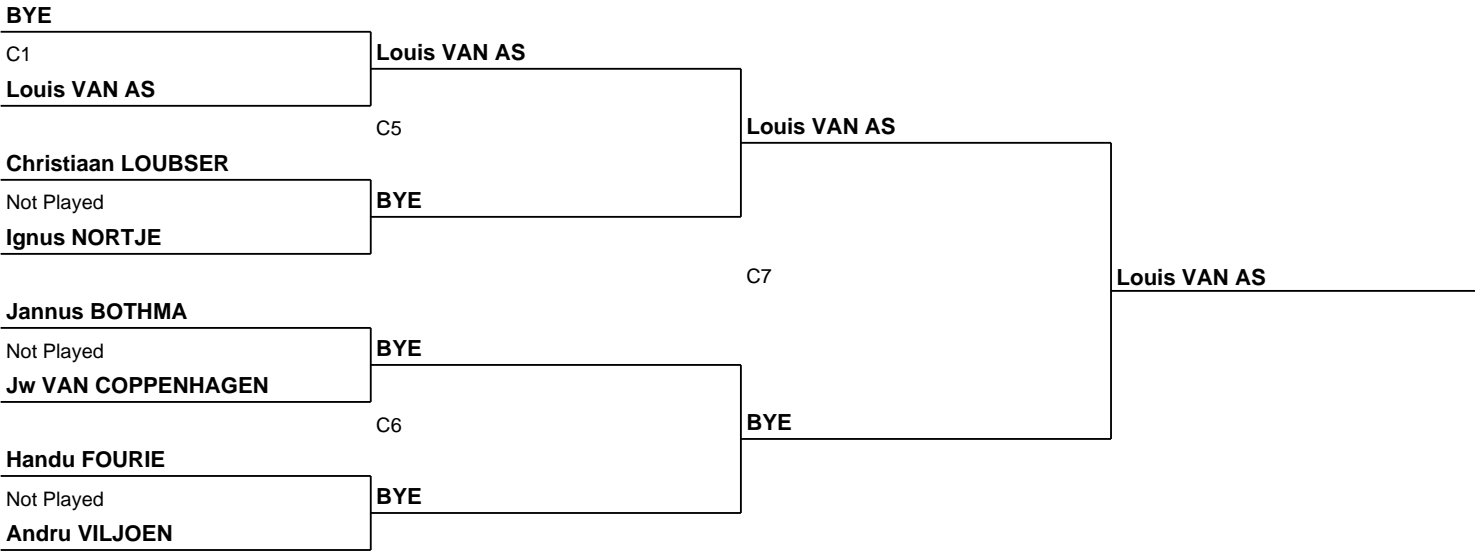 BYE
C1
Louis VAN AS
Louis VAN AS
C5
Louis VAN AS
Christiaan LOUBSER
Not Played
BYE
Ignus NORTJE
C7
Louis VAN AS
Jannus BOTHMA
Not Played
BYE
Jw VAN COPPENHAGEN
C6
BYE
Handu FOURIE
Not Played
BYE
Andru VILJOEN